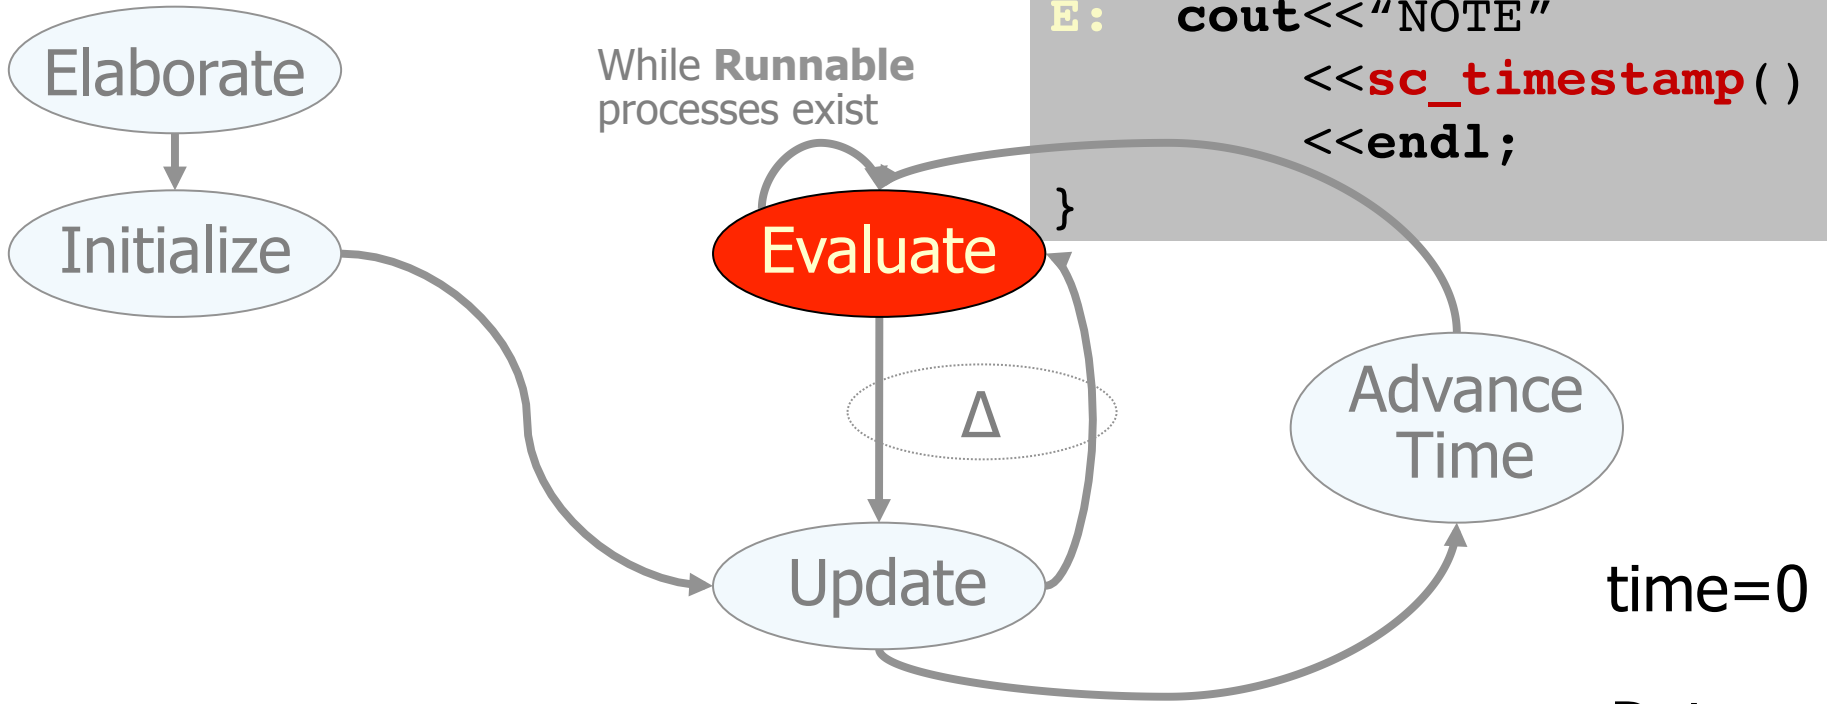 E: cout<<“NOTE”
<<sc_timestamp()
<<endl;
}
Elaborate
While Runnable
processes exist
Initialize
Evaluate
Δ
Advance
Time
Update
time=0